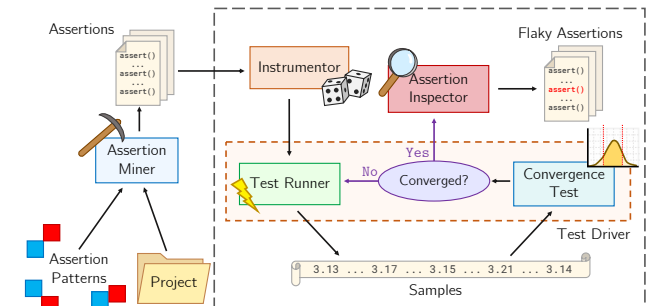 Assertions
assert()
...
assert()
...
assert()
Instrumentor
Assertion
Inspector
Flaky Assertions
assert()
...
assert()
...
assert()
Assertion
Miner
Yes
No
Test Runner
Converged?
Convergence
Test
Test Driver
Assertion
Patterns
Project
3.13 ... 3.17 ... 3.15 ... 3.21 ... 3.14
Samples